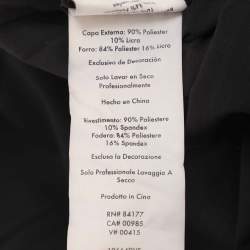 Capa Externa: 90% Poliester
10% Licra
Forro: 84% Poliester 16% Licra
Exclusivo de Decoración
Solo Lavar en Seco
Profesionalmente
Hecho en China
Rivestimento: 90% Poliestere
10% Spandex
Fodera: 84% Poliestere
16% Spandex
Esclusa la Decorazione
Solo Professionale Lavaggio A
Secco
Prodotto in Cina
RN# 84177
CA# 00985
V# 00415